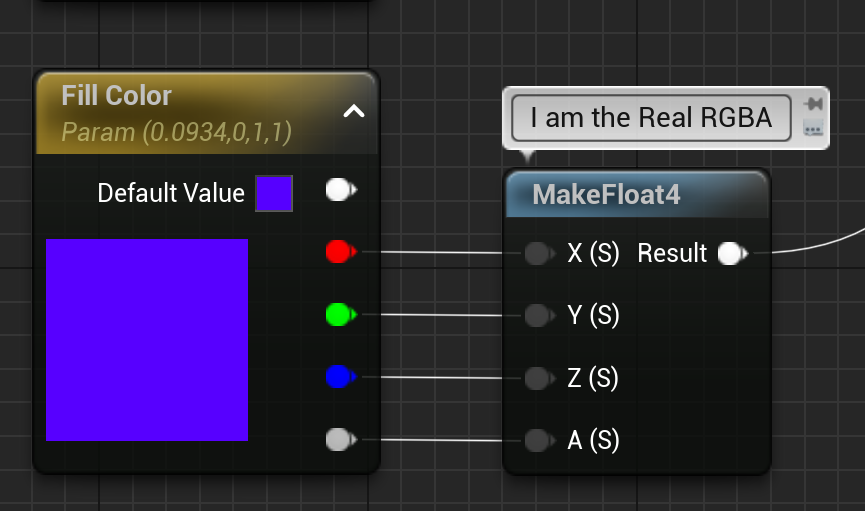 Fill Color
Param (0.0934,0,1,1)
Default Value
I am the Real RGBA
MakeFloat4
X (S) Result
Y (S)
Z (S)
A (S)